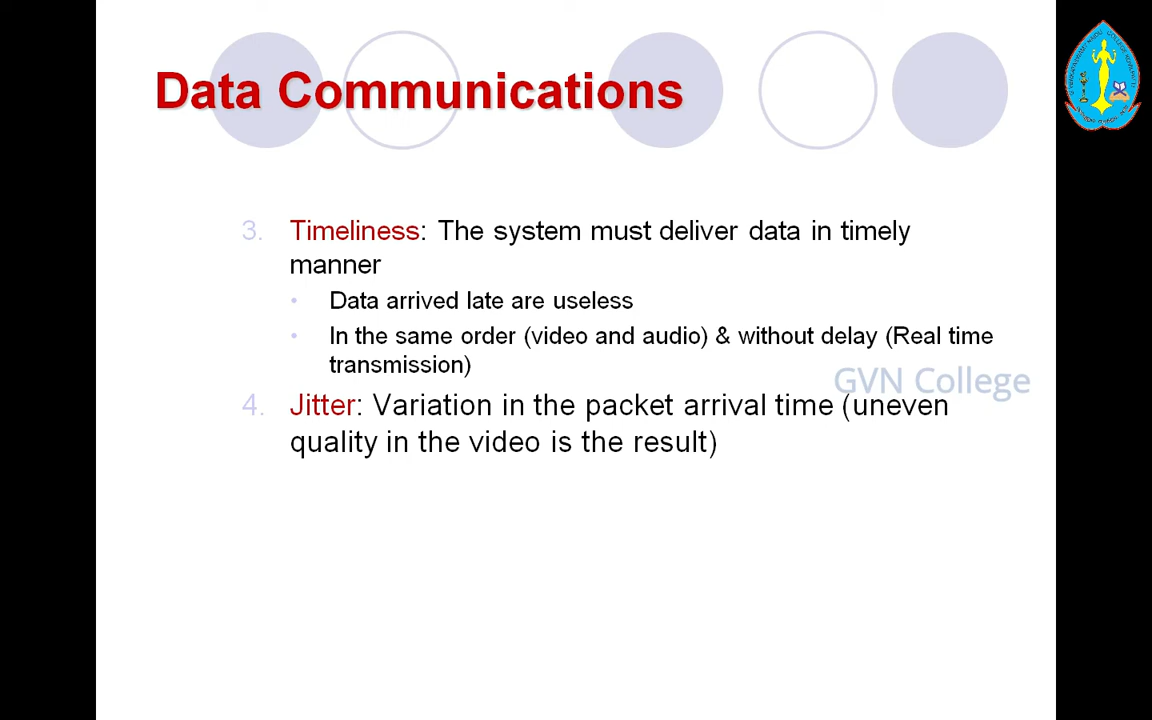 Data Communications
3. Timeliness: The system must deliver data in timely
manner
• Data arrived late are useless
• In the same order (video and audio) & without delay (Real time
transmission)
GVN College
4. Jitter: Variation in the packet arrival time (uneven
quality in the video is the result)